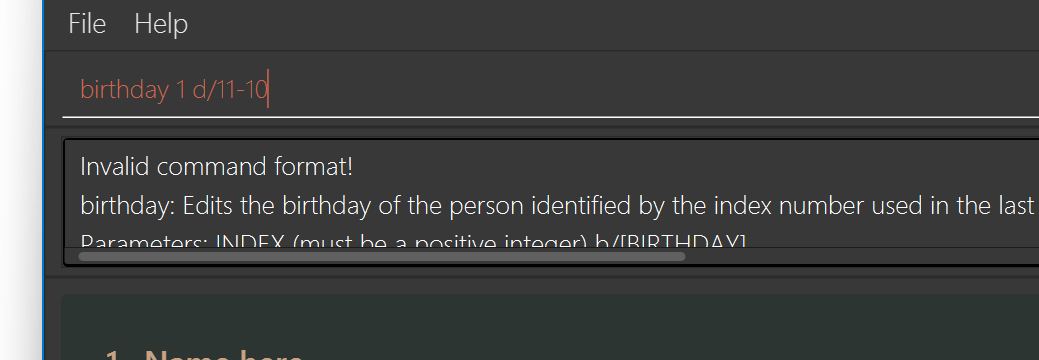 File Help
birthday 1 d/11-10
Invalid command format!
birthday: Edits the birthday of the person identified by the index number used in the last
Parameters: INDEX (must be a positive integer) b/[BIRTHDAY]
1. Name here